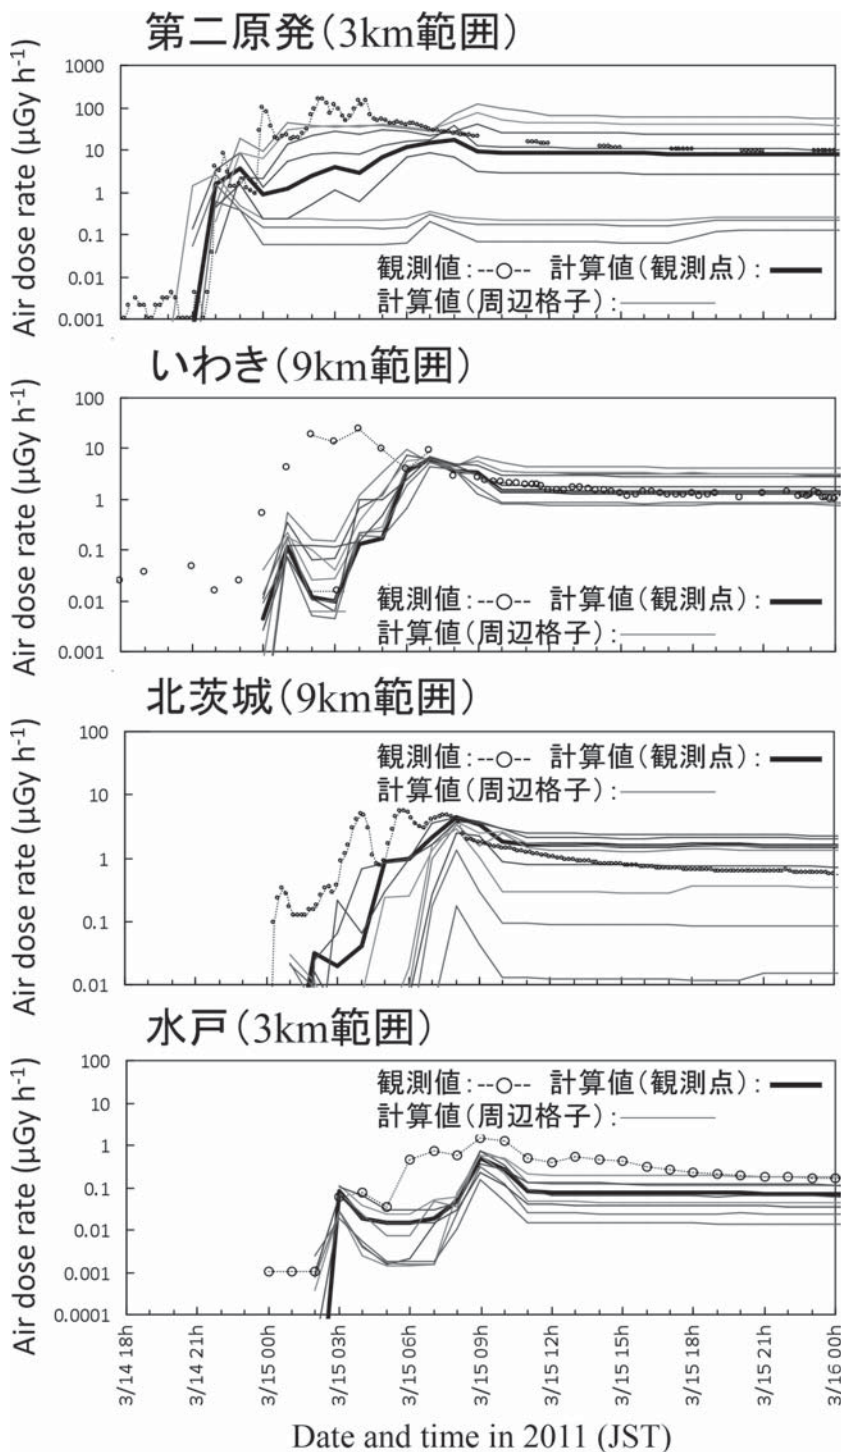 第二原発(3km範囲)
Air dose rate (μGy h⁻¹)
1000
100
10
1
0.1
0.01
0.001
観測値:--○-- 計算値(観測点):
計算値(周辺格子):
いわき(9km範囲)
Air dose rate (μGy h⁻¹)
100
10
1
0.1
0.01
0.001
観測値:--○-- 計算値(観測点):
計算値(周辺格子):
北茨城(9km範囲)
Air dose rate (μGy h⁻¹)
100
10
1
0.1
0.01
観測値:--○-- 計算値(観測点):
計算値(周辺格子):
水戸(3km範囲)
Air dose rate (μGy h⁻¹)
100
10
1
0.1
0.01
0.001
0.0001
観測値:--○-- 計算値(観測点):
計算値(周辺格子):
3/14 18h
3/14 21h
3/15 00h
3/15 03h
3/15 06h
3/15 09h
3/15 12h
3/15 15h
3/15 18h
3/15 21h
3/16 00h
Date and time in 2011 (JST)